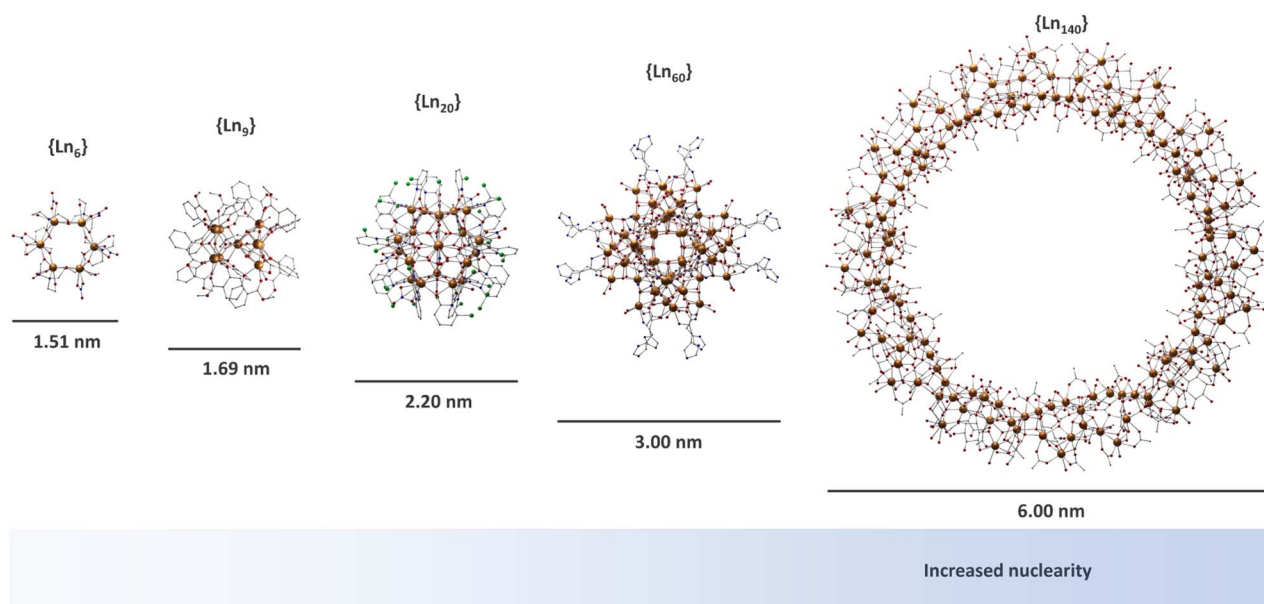 {Ln₆}
{Ln₉}
{Ln₂₀}
{Ln₆₀}
{Ln₁₄₀}
1.51 nm
1.69 nm
2.20 nm
3.00 nm
6.00 nm
Increased nuclearity